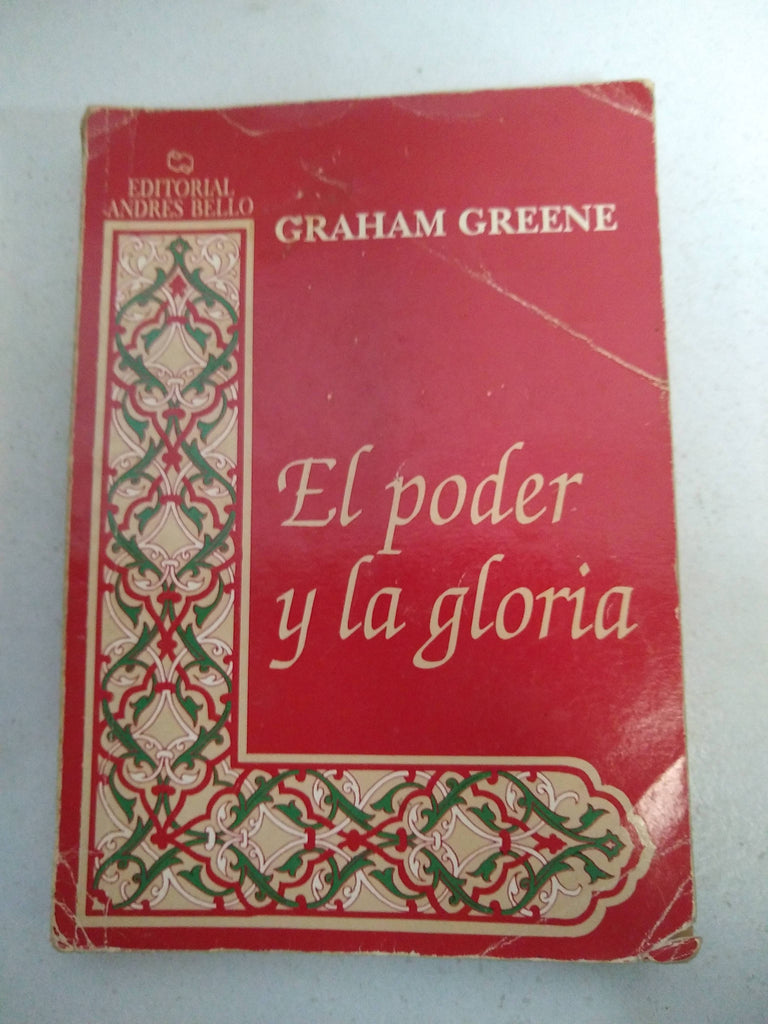 EDITORIAL
ANDRES BELLO
GRAHAM GREENE
El poder
y la gloria